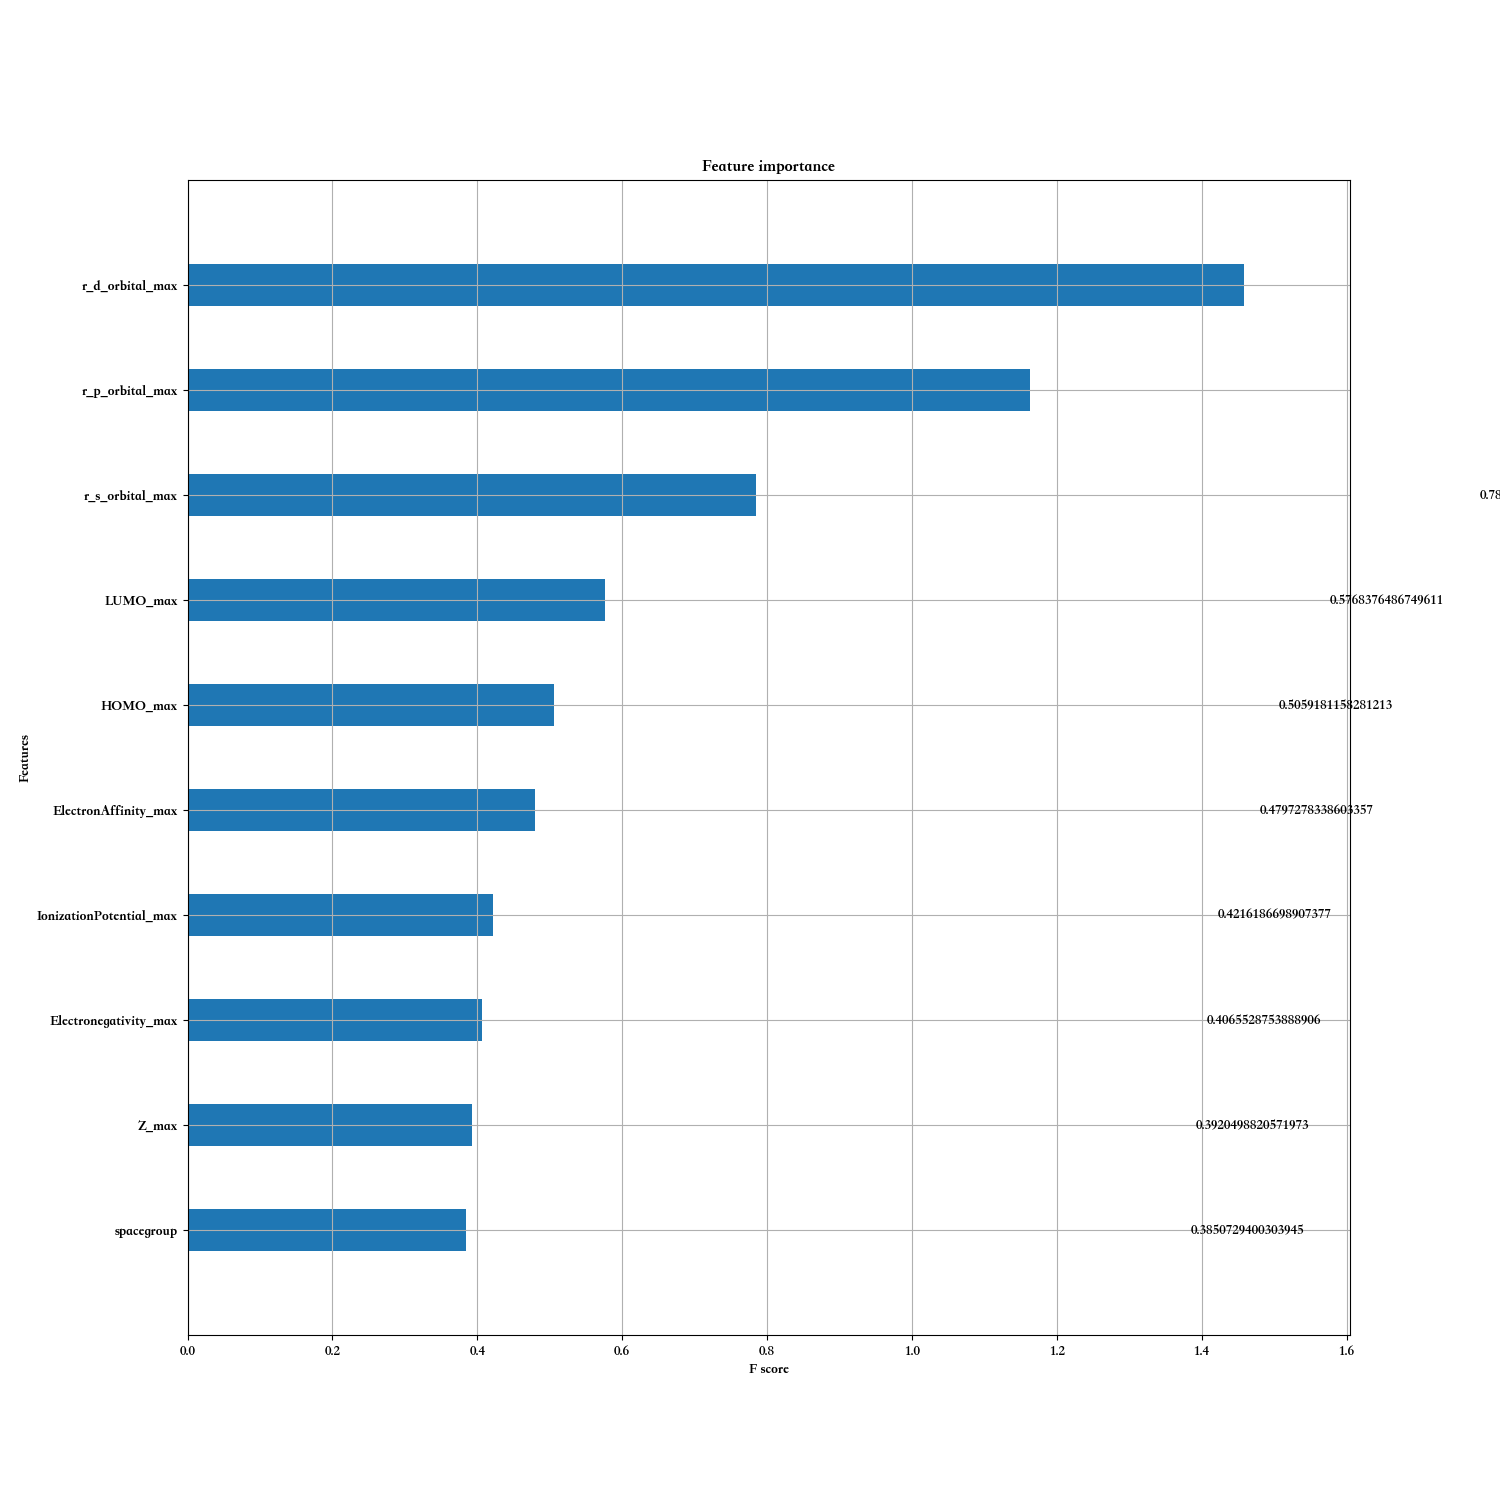 Feature importance
r_d_orbital_max
r_p_orbital_max
r_s_orbital_max 0.78
LUMO_max 0.5768376486749611
HOMO_max 0.5059181158281213
Features
ElectronAffinity_max 0.4797278338603357
IonizationPotential_max 0.4216186698907377
Electronegativity_max 0.4065528753888906
Z_max 0.3920498820571973
spacegroup 0.3850729400303945
0.0 0.2 0.4 0.6 0.8 1.0 1.2 1.4 1.6
F score